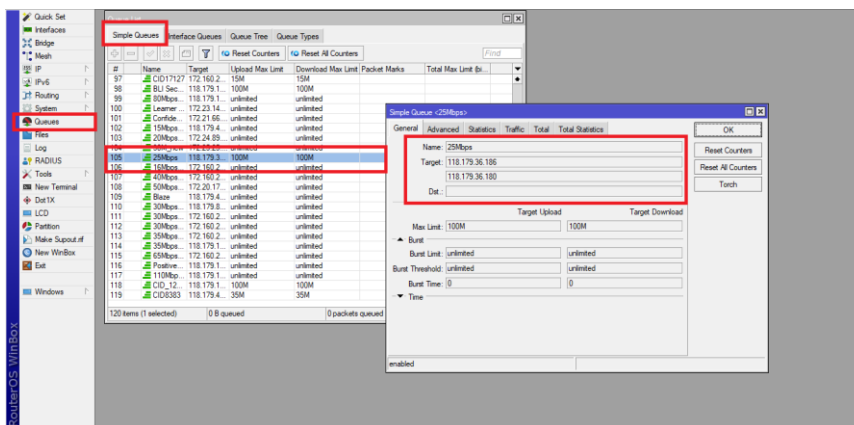 Quick Set
Interfaces
Bridge
Mesh
IP
IPv6
Routing
System
Queues
Files
Log
RADIUS
Tools
New Terminal
Dot1X
LCD
Partition
Make Supout.rif
New WinBox
Exit
Windows
RouterOS WinBox
Simple Queues Interface Queues Queue Tree Queue Types
Reset Counters Reset All Counters Find
# Name Target Upload Max Limit Download Max Limit Packet Marks Total Max Limit (bi...
97 CID17127 172.160.2... 15M 15M
98 BLI Sec... 118.179.1... 100M 100M
99 80Mbps... 118.179.1... unlimited unlimited
100 Learner ... 172.23.14... unlimited unlimited
101 Confide... 172.21.66... unlimited unlimited
102 15Mbps... 118.179.4... unlimited unlimited
103 20Mbps... 172.24.89... unlimited unlimited
104 unlimited unlimited
105 25Mbps 118.179.3... 100M 100M
106 16Mbps... 172.160.2... unlimited unlimited
107 40Mbps... 172.160.2... unlimited unlimited
108 50Mbps... 172.20.17... unlimited unlimited
109 Blaze 118.179.4... unlimited unlimited
110 30Mbps... 118.179.8... unlimited unlimited
111 30Mbps... 172.160.2... unlimited unlimited
112 30Mbps... 172.160.2... unlimited unlimited
113 35Mbps... 172.160.2... unlimited unlimited
114 35Mbps... 118.179.1... unlimited unlimited
115 65Mbps... 172.160.2... unlimited unlimited
116 Positive... 118.179.1... unlimited unlimited
117 110Mbp... 118.179.1... unlimited unlimited
118 CID_12... 118.179.1... 100M 100M
119 CID8383 118.179.4... 35M 35M
120 items (1 selected) 0 B queued 0 packets queued
Simple Queue <25Mbps>
General Advanced Statistics Traffic Total Total Statistics
Name: 25Mbps
Target: 118.179.36.186
118.179.36.180
Dst.:
Target Upload Target Download
Max Limit: 100M 100M
Burst
Burst Limit: unlimited unlimited
Burst Threshold: unlimited unlimited
Burst Time: 0 0
Time
enabled
OK
Reset Counters
Reset All Counters
Torch